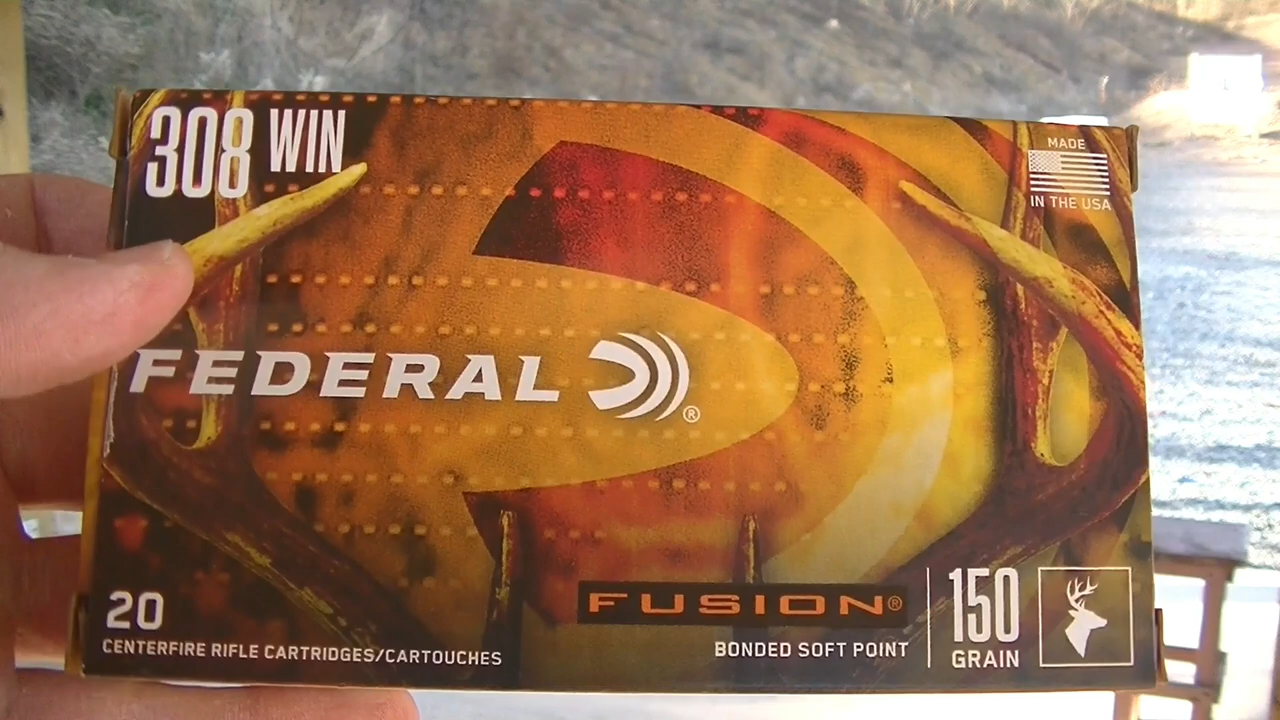 308 WIN
MADE
IN THE USA
FEDERAL ®
20
CENTERFIRE RIFLE CARTRIDGES/CARTOUCHES
FUSION®
BONDED SOFT POINT
150
GRAIN